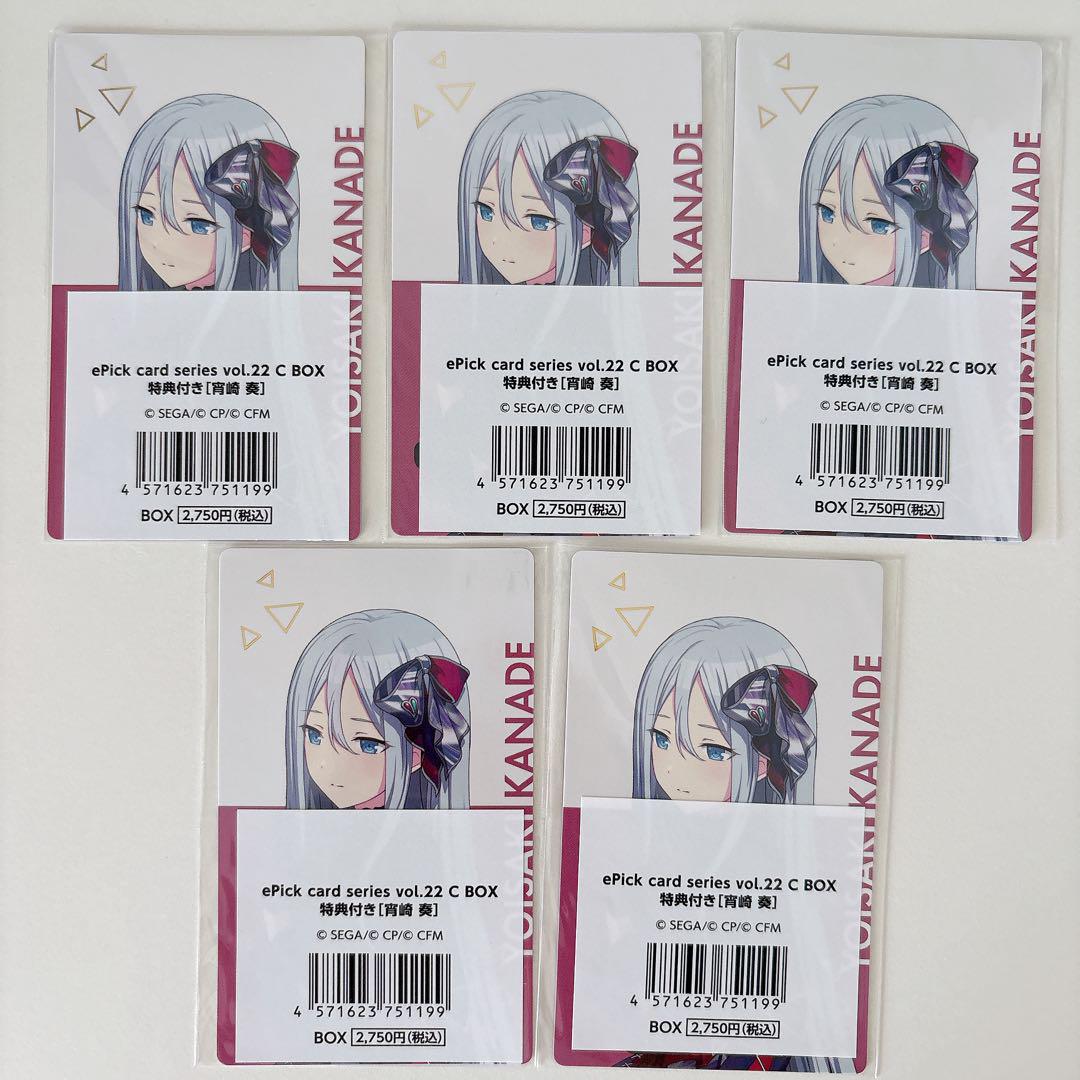 YOISAKI KANADE
ePick card series vol.22 C BOX
特典付き[宵崎 奏]
© SEGA/© CP/© CFM
4 571623 751199
BOX 2,750円(税込)
YOISAKI KANADE
ePick card series vol.22 C BOX
特典付き[宵崎 奏]
© SEGA/© CP/© CFM
4 571623 751199
BOX 2,750円(税込)
YOISAKI KANADE
ePick card series vol.22 C BOX
特典付き[宵崎 奏]
© SEGA/© CP/© CFM
4 571623 751199
BOX 2,750円(税込)
YOISAKI KANADE
ePick card series vol.22 C BOX
特典付き[宵崎 奏]
© SEGA/© CP/© CFM
4 571623 751199
BOX 2,750円(税込)
YOISAKI KANADE
ePick card series vol.22 C BOX
特典付き[宵崎 奏]
© SEGA/© CP/© CFM
4 571623 751199
BOX 2,750円(税込)